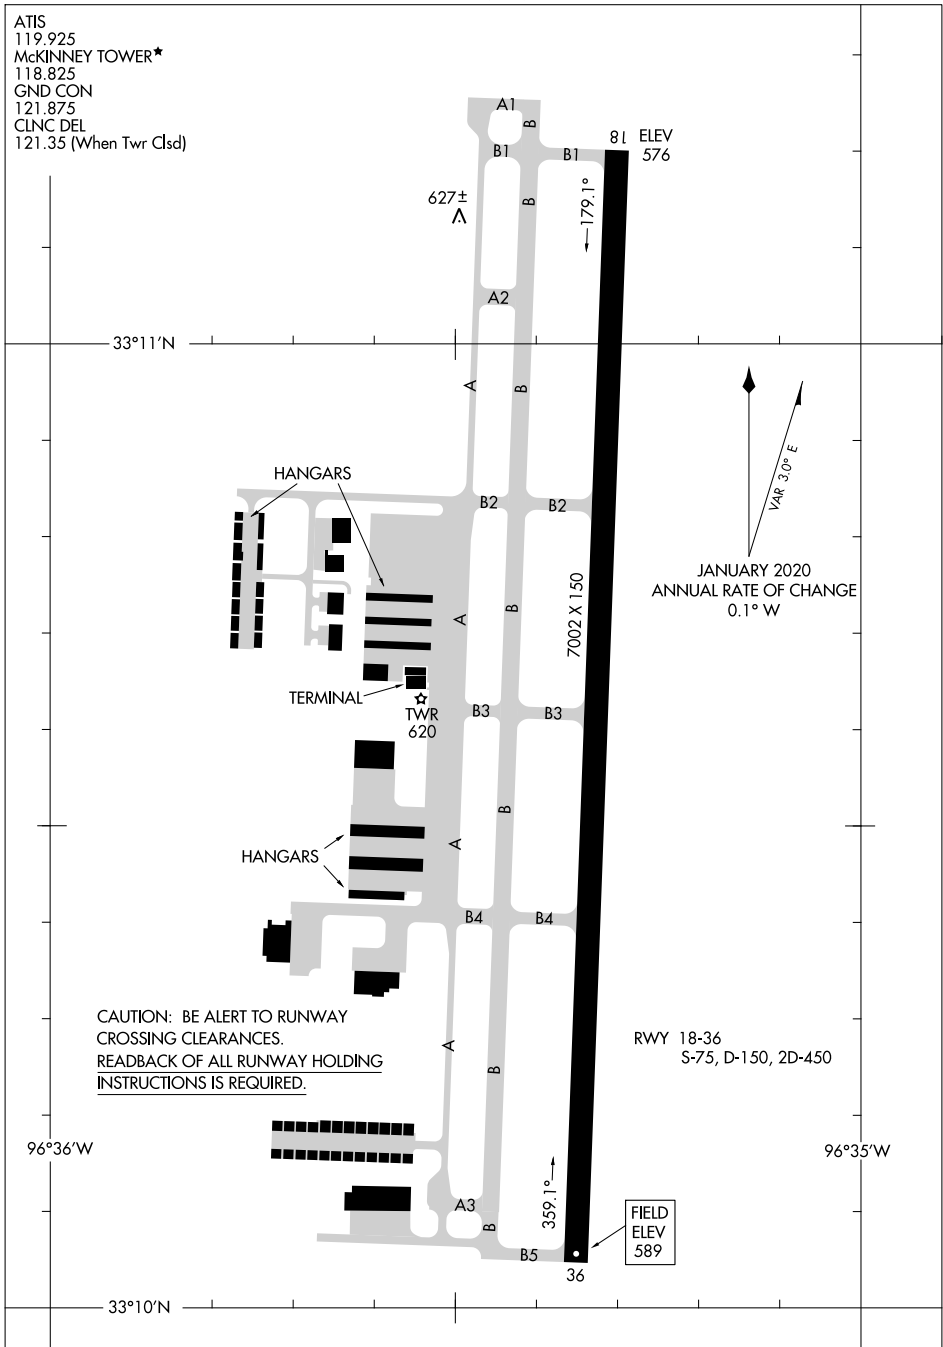 ATIS
119.925
McKINNEY TOWER★
118.825
GND CON
121.875
CLNC DEL
121.35 (When Twr Clsd)
A1
B
B1
B1
18
ELEV
576
627±
B
179.1°
A2
33°11'N
A
B
VAR 3.0° E
HANGARS
B2
B2
JANUARY 2020
ANNUAL RATE OF CHANGE
0.1° W
7002 X 150
A
B
TERMINAL
TWR
620
B3
B3
B
A
HANGARS
B4
B4
CAUTION: BE ALERT TO RUNWAY
CROSSING CLEARANCES.
READBACK OF ALL RUNWAY HOLDING
INSTRUCTIONS IS REQUIRED.
A
B
RWY 18-36
S-75, D-150, 2D-450
96°36'W
96°35'W
359.1°
A3
B
B5
36
FIELD
ELEV
589
33°10'N